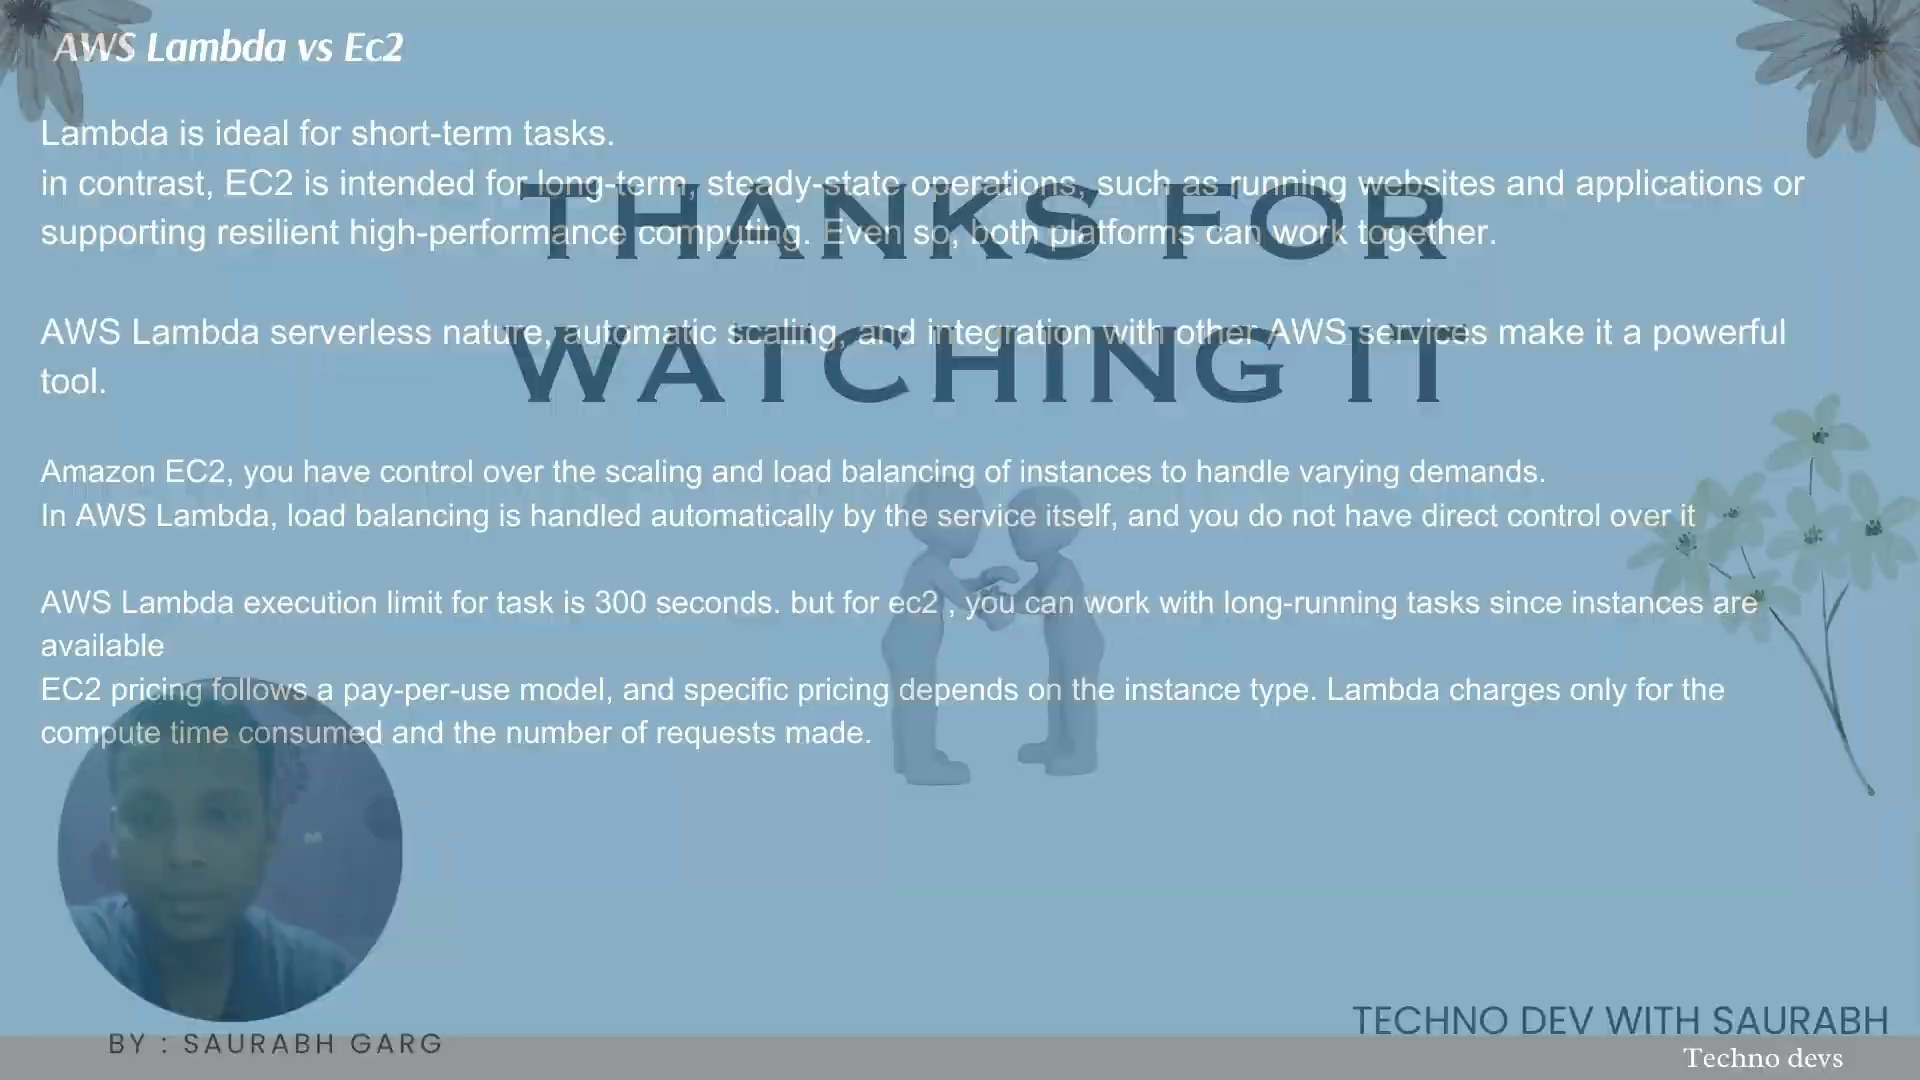 AWS Lambda vs Ec2
Lambda is ideal for short-term tasks.
in contrast, EC2 is intended for long-term, steady-state operations, such as running websites and applications or
supporting resilient high-performance computing. Even so, both platforms can work together.
THANKS FOR
AWS Lambda serverless nature, automatic scaling, and integration with other AWS services make it a powerful
tool.
WATCHING IT
Amazon EC2, you have control over the scaling and load balancing of instances to handle varying demands.
In AWS Lambda, load balancing is handled automatically by the service itself, and you do not have direct control over it
AWS Lambda execution limit for task is 300 seconds. but for ec2 , you can work with long-running tasks since instances are
available
EC2 pricing follows a pay-per-use model, and specific pricing depends on the instance type. Lambda charges only for the
compute time consumed and the number of requests made.
TECHNO DEV WITH SAURABH
BY : SAURABH GARG
Techno devs